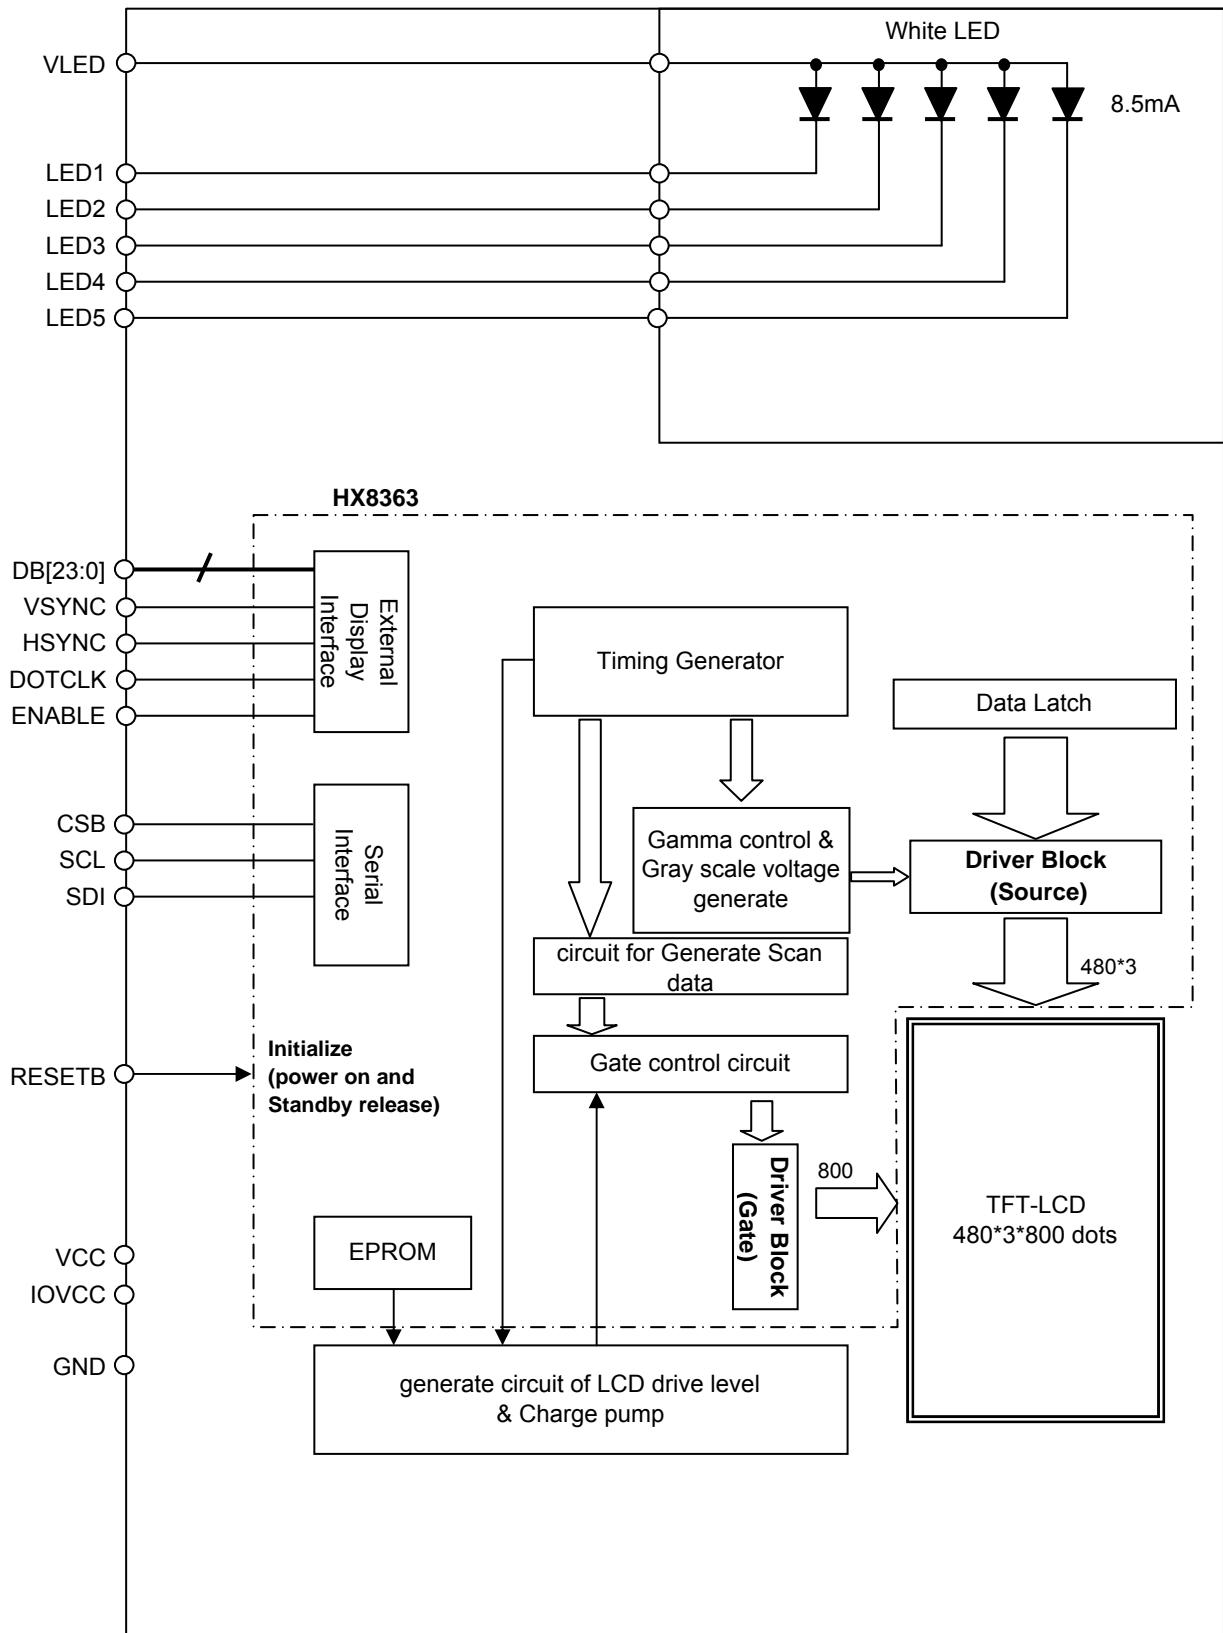 White LED
VLED
8.5mA
LED1
LED2
LED3
LED4
LED5
HX8363
DB[23:0]
VSYNC
HSYNC
DOTCLK
ENABLE
External
Display
Interface
Timing Generator
Data Latch
CSB
SCL
SDI
Serial
Interface
Gamma control &
Gray scale voltage
generate
Driver Block
(Source)
circuit for Generate Scan
data
480*3
Initialize
(power on and
Standby release)
RESETB
Gate control circuit
Driver Block
(Gate)
800
TFT-LCD
480*3*800 dots
EPROM
VCC
IOVCC
GND
generate circuit of LCD drive level
& Charge pump